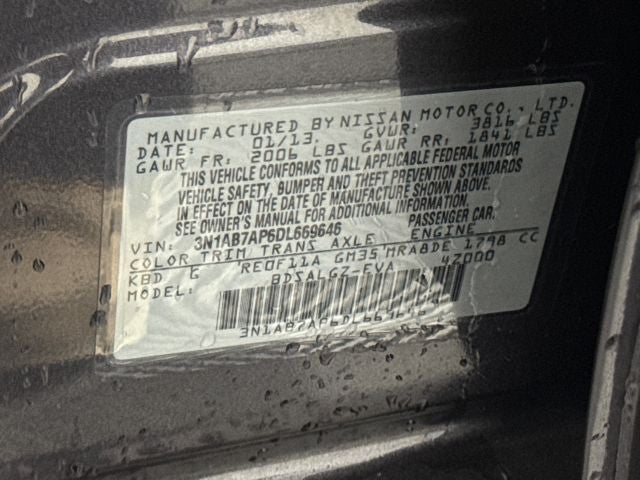 MANUFACTURED BY NISSAN MOTOR CO., LTD.
DATE: 01/13 GVWR: 3816 LBS
GAWR FR: 2006 LBS GAWR RR: 1841 LBS
THIS VEHICLE CONFORMS TO ALL APPLICABLE FEDERAL MOTOR
VEHICLE SAFETY, BUMPER AND THEFT PREVENTION STANDARDS
IN EFFECT ON THE DATE OF MANUFACTURE SHOWN ABOVE.
SEE OWNER'S MANUAL FOR ADDITIONAL INFORMATION
VIN: 3N1AB7AP6DL669646 PASSENGER CAR
COLOR TRIM TRANS AXLE ENGINE
KBD G RE0F11A GM35 MRA8DE 1798 CC
MODEL: BDSALGZ-EVA 4Z000
3N1AB7AP6DL669646